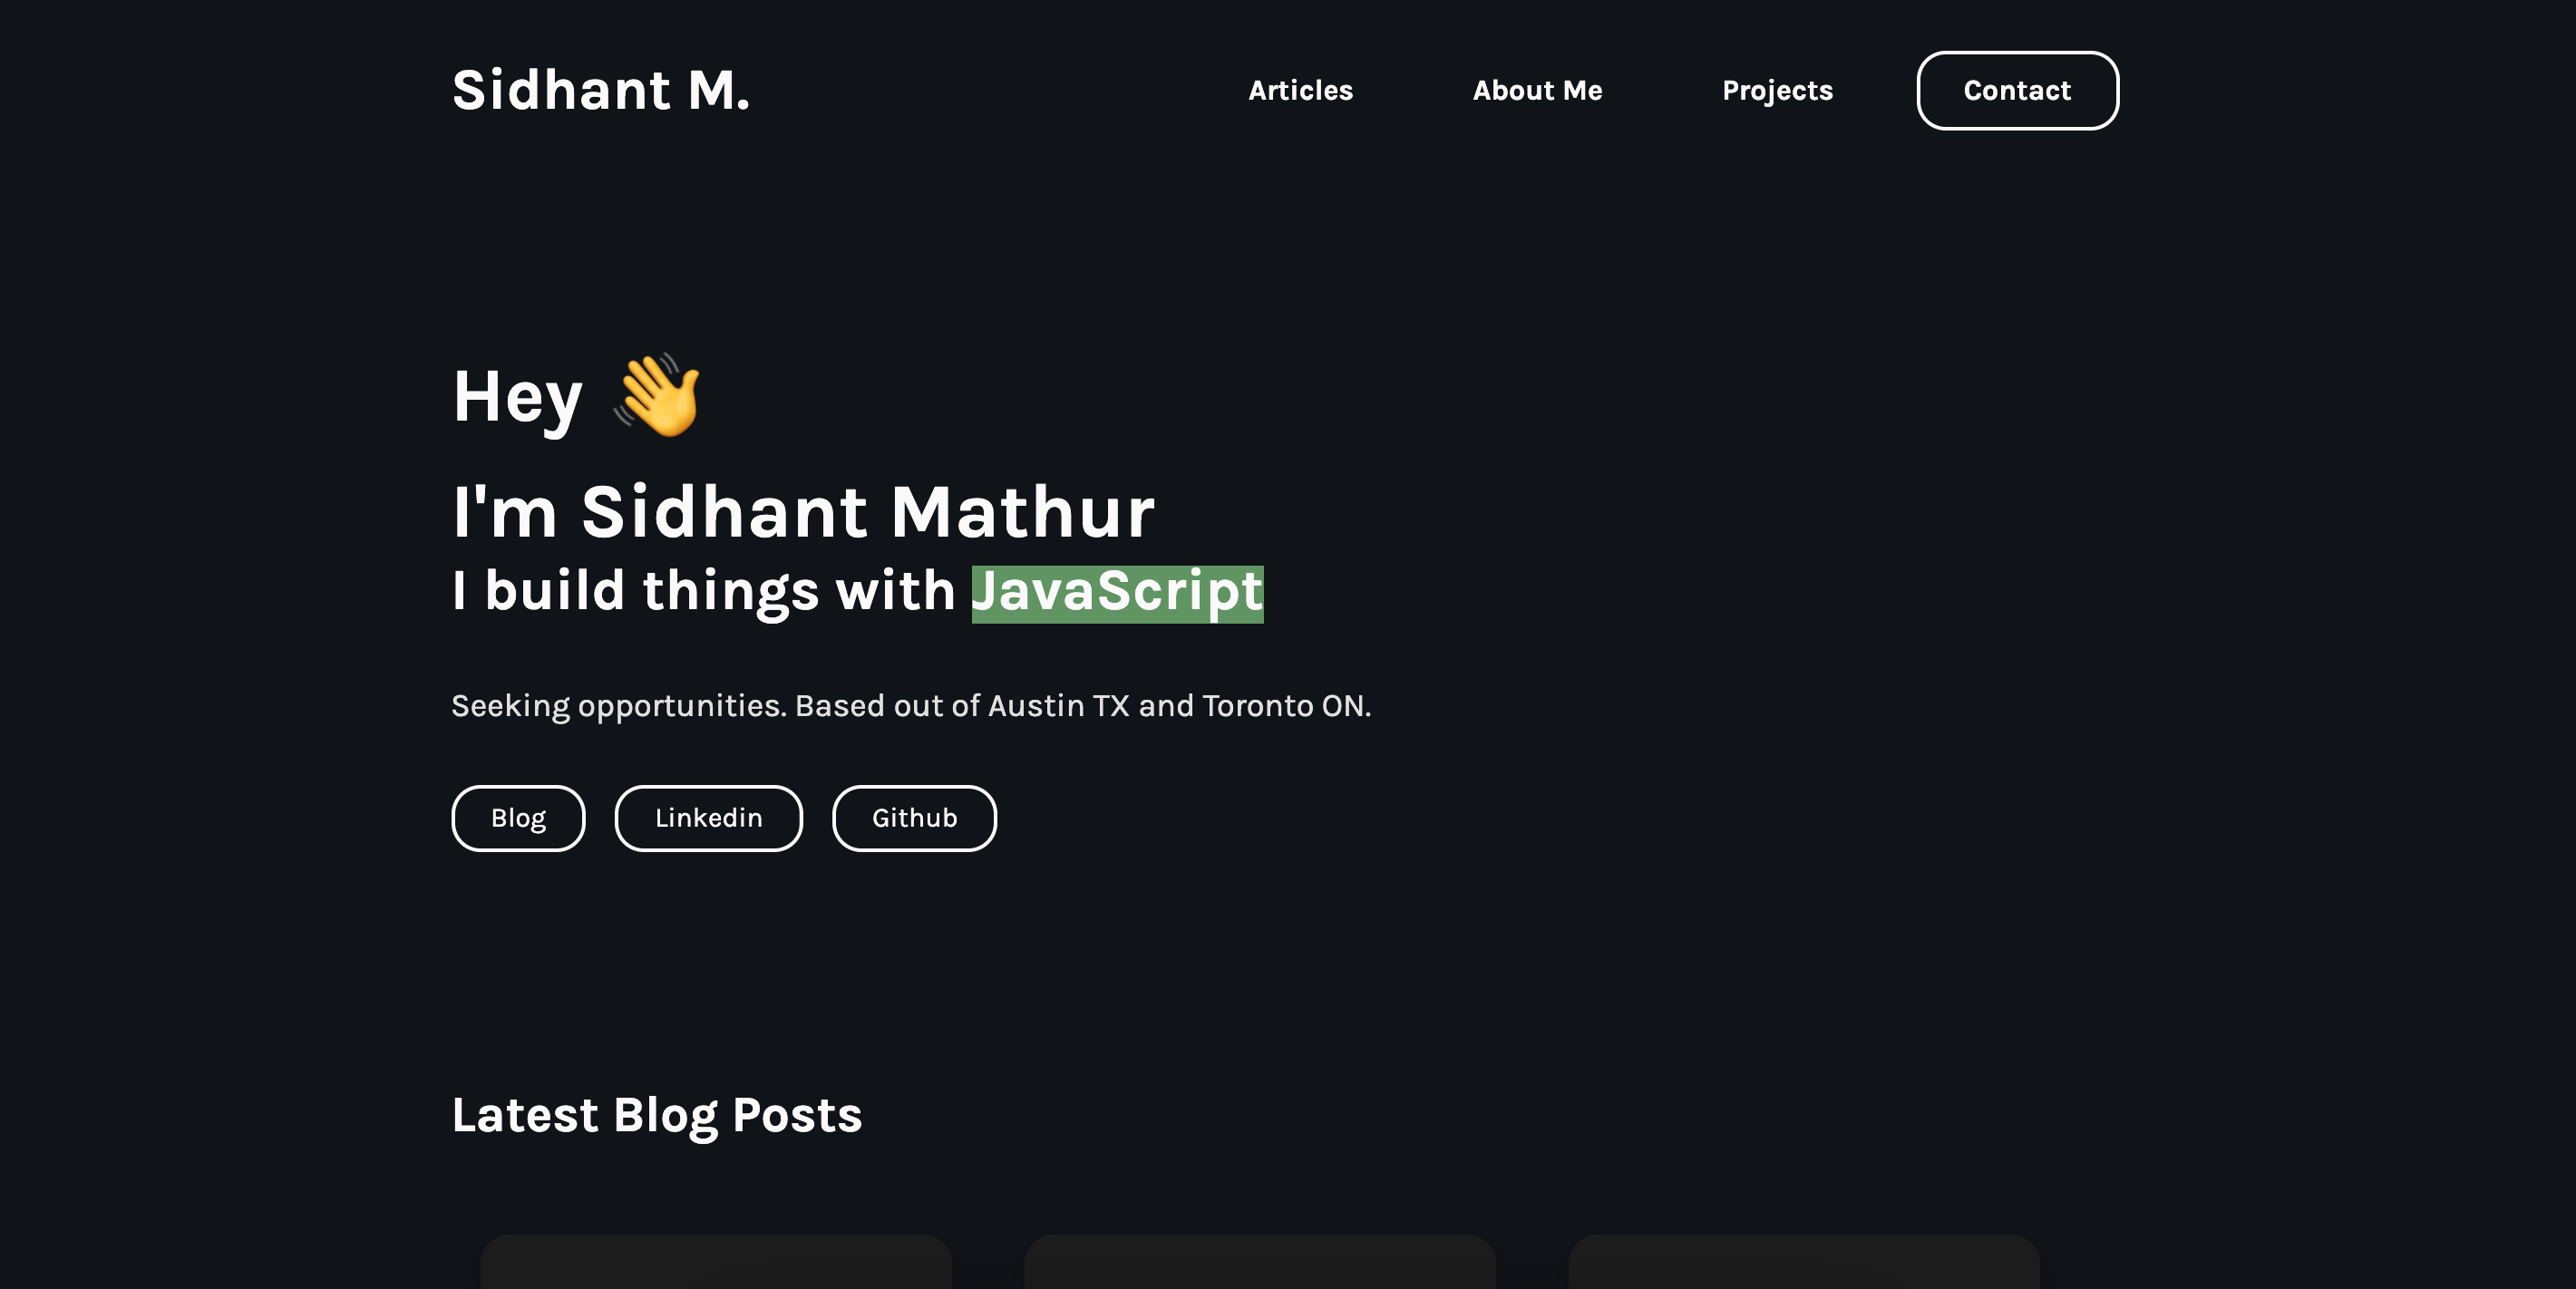 Sidhant M.
Articles About Me Projects Contact
Hey 👋
I'm Sidhant Mathur
I build things with JavaScript
Seeking opportunities. Based out of Austin TX and Toronto ON.
Blog Linkedin Github
Latest Blog Posts